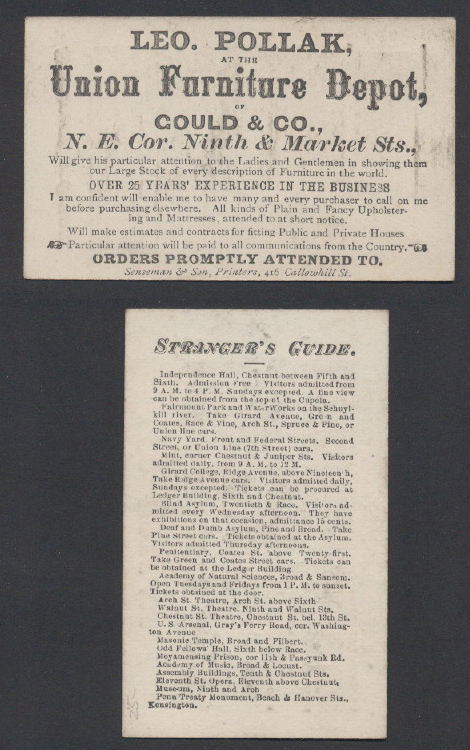 LEO. POLLAK,
AT THE
Union Furniture Depot,
OF
GOULD & CO.,
N. E. Cor. Ninth & Market Sts.,
Will give his particular attention to the Ladies and Gentlemen in showing them
our Large Stock of every description of Furniture in the world.
OVER 25 YEARS' EXPERIENCE IN THE BUSINESS
I am confident will enable me to have many and every purchaser to call on me
before purchasing elsewhere. All kinds of Plain and Fancy Upholster-
ing and Mattresses, attended to at short notice.
Will make estimates and contracts for fitting Public and Private Houses
Particular attention will be paid to all communications from the Country.
ORDERS PROMPTLY ATTENDED TO.
Senseman & Son, Printers, 416 Callowhill St.
STRANGER'S GUIDE.
Independence Hall, Chestnut between Fifth and
Sixth. Admission Free Visitors admitted from
9 A. M. to 4 P. M. Sundays excepted. A fine view
can be obtained from the top of the Cupola.
Fairmount Park and Water Works on the Schuyl-
kill river. Take Girard Avenue, Green and
Coates, Race & Vine, Arch St., Spruce & Pine, or
Union line cars.
Navy Yard, Front and Federal Streets. Second
Street, or Union Line (7th Street) cars.
Mint, corner Chestnut & Juniper Sts. Visitors
admitted daily, from 9 A. M. to 12 M.
Girard College, Ridge Avenue, above Nineteenth,
Take Ridge Avenue cars. Visitors admitted daily,
Sundays excepted. Tickets can be procured at
Ledger Building, Sixth and Chestnut.
Blind Asylum, Twentieth & Race. Visitors ad-
mitted every Wednesday afternoon. They have
exhibitions on that occasion, admittance 15 cents.
Deaf and Dumb Asylum, Pine and Broad. Take
Pine Street cars. Tickets obtained at the Asylum.
Visitors admitted Thursday afternoons.
Penitentiary, Coates St. above Twenty-first.
Take Green and Coates Street cars. Tickets can
be obtained at the Ledger Building
Academy of Natural Sciences, Broad & Sansom.
Open Tuesdays and Fridays from 1 P. M. to sunset.
Tickets obtained at the door.
Arch St. Theatre, Arch St. above Sixth
Walnut St. Theatre, Ninth and Walnut Sts.
Chestnut St. Theatre, Chestnut St. bel. 13th St.
U. S. Arsenal, Gray's Ferry Road, cor. Washing-
ton Avenue
Masonic Temple, Broad and Filbert.
Odd Fellows' Hall, Sixth below Race.
Moyamensing Prison, cor 11th & Passyunk Rd.
Academy of Music, Broad & Locust.
Assembly Buildings, Tenth & Chestnut Sts.
Eleventh St. Opera, Eleventh above Chestnut,
Museum, Ninth and Arch
Penn Treaty Monument, Beach & Hanover Sts.,
Kensington.